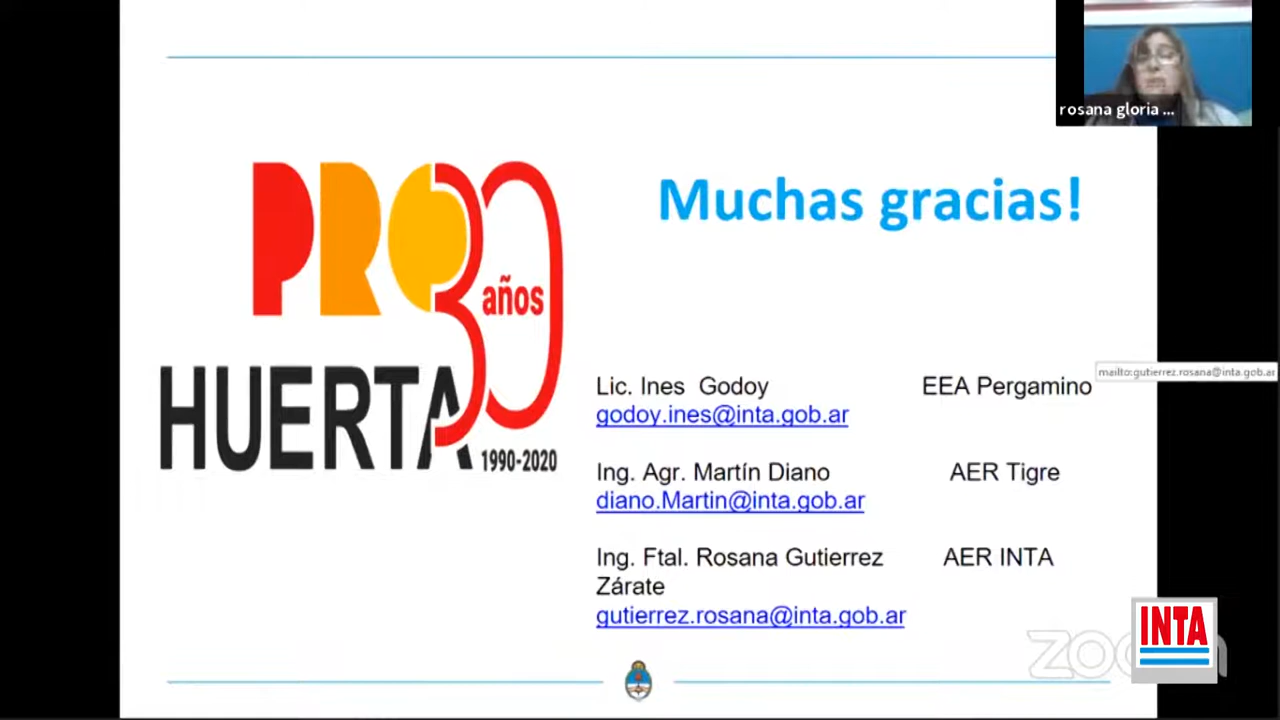 rosana gloria ...
Muchas gracias!
PRO 30
años
HUERTA
1990-2020
mailto:gutierrez.rosana@inta.gob.ar
Lic. Ines Godoy EEA Pergamino
godoy.ines@inta.gob.ar
Ing. Agr. Martín Diano AER Tigre
diano.Martin@inta.gob.ar
Ing. Ftal. Rosana Gutierrez AER INTA
Zárate
gutierrez.rosana@inta.gob.ar
INTA
zoom